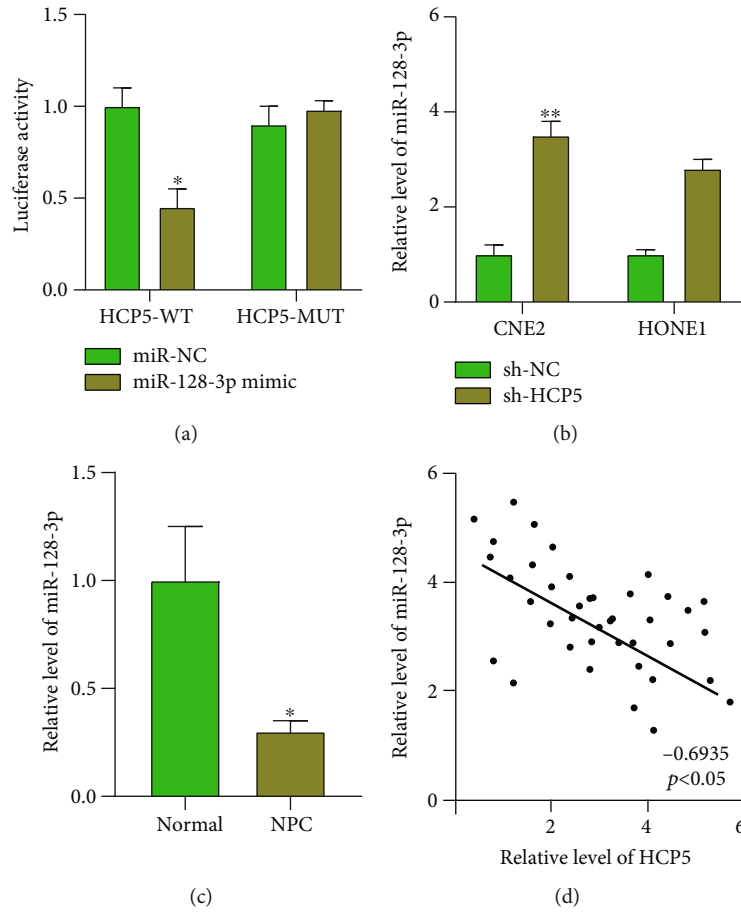 Luciferase activity
1.5
1.0
0.5
0.0
*
HCP5-WT HCP5-MUT
miR-NC
miR-128-3p mimic
(a)
Relative level of miR-128-3p
6
4
2
0
**
CNE2 HONE1
sh-NC
sh-HCP5
(b)
Relative level of miR-128-3p
1.5
1.0
0.5
0.0
*
Normal NPC
(c)
Relative level of miR-128-3p
6
4
2
0
–0.6935
p<0.05
2 4 6
Relative level of HCP5
(d)